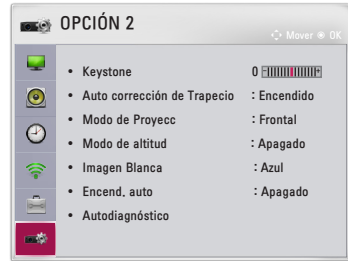 OPCIÓN 2
Mover OK
• Keystone 0 - +
• Auto corrección de Trapecio : Encendido
• Modo de Proyecc : Frontal
• Modo de altitud : Apagado
• Imagen Blanca : Azul
• Encend. auto : Apagado
• Autodiagnóstico